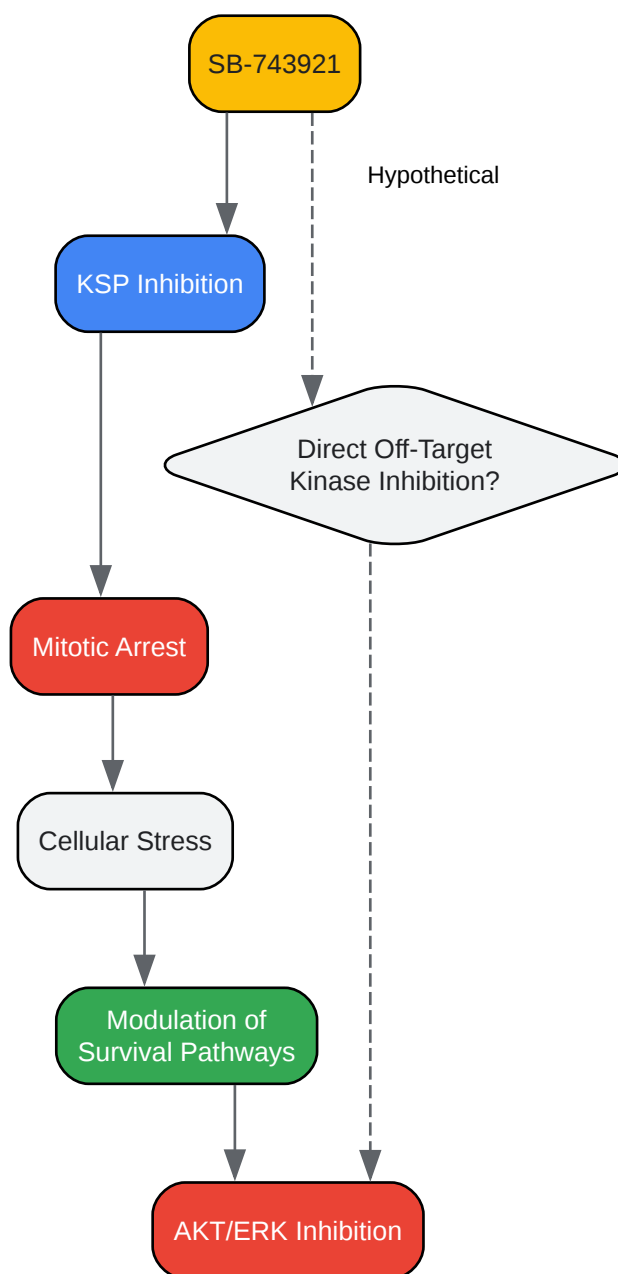 SB-743921
Hypothetical
KSP Inhibition
Direct Off-Target
Kinase Inhibition?
Mitotic Arrest
Cellular Stress
Modulation of
Survival Pathways
AKT/ERK Inhibition